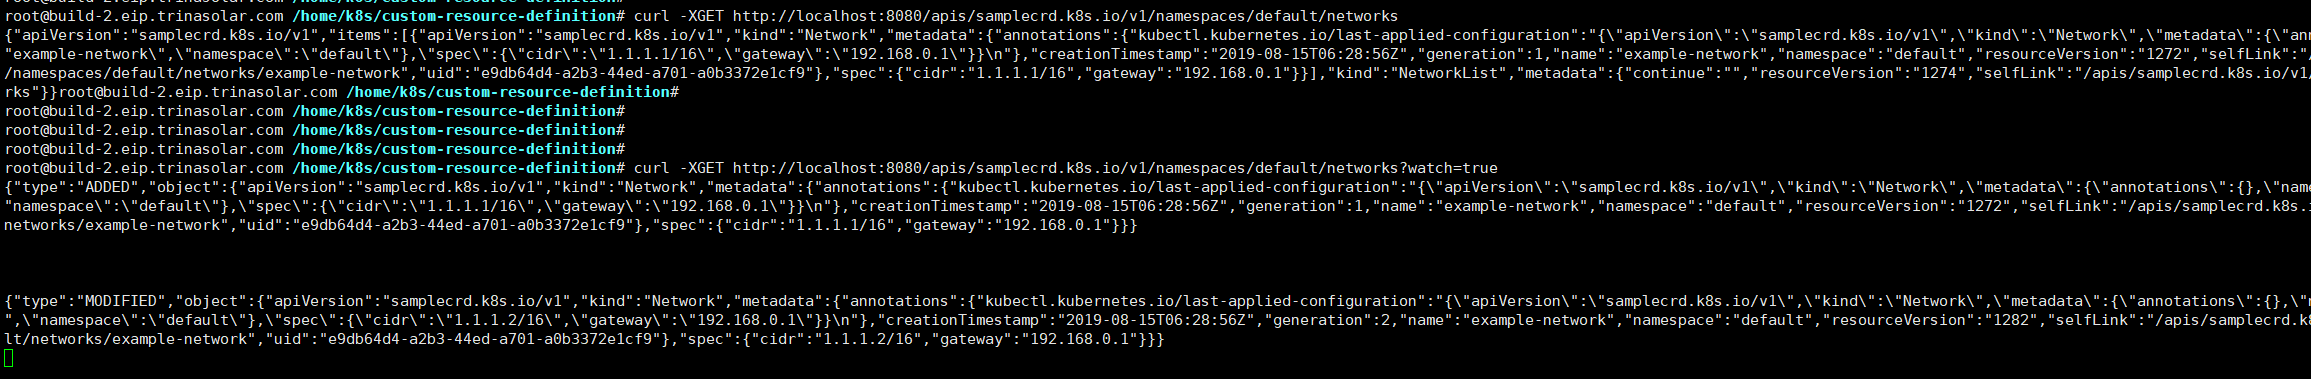 root@build-2.eip.trinasolar.com /home/k8s/custom-resource-definition# curl -XGET http://localhost:8080/apis/samplecrd.k8s.io/v1/namespaces/default/networks
{"apiVersion":"samplecrd.k8s.io/v1","items":[{"apiVersion":"samplecrd.k8s.io/v1","kind":"Network","metadata":{"annotations":{"kubectl.kubernetes.io/last-applied-configuration":"{\"apiVersion\":\"samplecrd.k8s.io/v1\",\"kind\":\"Network\",\"metadata\":{\"ann
"example-network\",\"namespace\":\"default\"},\"spec\":{\"cidr\":\"1.1.1.1/16\",\"gateway\":\"192.168.0.1\"}}\n"},"creationTimestamp":"2019-08-15T06:28:56Z","generation":1,"name":"example-network","namespace":"default","resourceVersion":"1272","selfLink":"/
/namespaces/default/networks/example-network","uid":"e9db64d4-a2b3-44ed-a701-a0b3372e1cf9"},"spec":{"cidr":"1.1.1.1/16","gateway":"192.168.0.1"}}],"kind":"NetworkList","metadata":{"continue":"","resourceVersion":"1274","selfLink":"/apis/samplecrd.k8s.io/v1/
rks"}}root@build-2.eip.trinasolar.com /home/k8s/custom-resource-definition#
root@build-2.eip.trinasolar.com /home/k8s/custom-resource-definition#
root@build-2.eip.trinasolar.com /home/k8s/custom-resource-definition#
root@build-2.eip.trinasolar.com /home/k8s/custom-resource-definition#
root@build-2.eip.trinasolar.com /home/k8s/custom-resource-definition# curl -XGET http://localhost:8080/apis/samplecrd.k8s.io/v1/namespaces/default/networks?watch=true
{"type":"ADDED","object":{"apiVersion":"samplecrd.k8s.io/v1","kind":"Network","metadata":{"annotations":{"kubectl.kubernetes.io/last-applied-configuration":"{\"apiVersion\":\"samplecrd.k8s.io/v1\",\"kind\":\"Network\",\"metadata\":{\"annotations\":{},\"name
"namespace\":\"default\"},\"spec\":{\"cidr\":\"1.1.1.1/16\",\"gateway\":\"192.168.0.1\"}}\n"},"creationTimestamp":"2019-08-15T06:28:56Z","generation":1,"name":"example-network","namespace":"default","resourceVersion":"1272","selfLink":"/apis/samplecrd.k8s.i
networks/example-network","uid":"e9db64d4-a2b3-44ed-a701-a0b3372e1cf9"},"spec":{"cidr":"1.1.1.1/16","gateway":"192.168.0.1"}}}
{"type":"MODIFIED","object":{"apiVersion":"samplecrd.k8s.io/v1","kind":"Network","metadata":{"annotations":{"kubectl.kubernetes.io/last-applied-configuration":"{\"apiVersion\":\"samplecrd.k8s.io/v1\",\"kind\":\"Network\",\"metadata\":{\"annotations\":{},\"n
",\"namespace\":\"default\"},\"spec\":{\"cidr\":\"1.1.1.2/16\",\"gateway\":\"192.168.0.1\"}}\n"},"creationTimestamp":"2019-08-15T06:28:56Z","generation":2,"name":"example-network","namespace":"default","resourceVersion":"1282","selfLink":"/apis/samplecrd.k8
lt/networks/example-network","uid":"e9db64d4-a2b3-44ed-a701-a0b3372e1cf9"},"spec":{"cidr":"1.1.1.2/16","gateway":"192.168.0.1"}}}